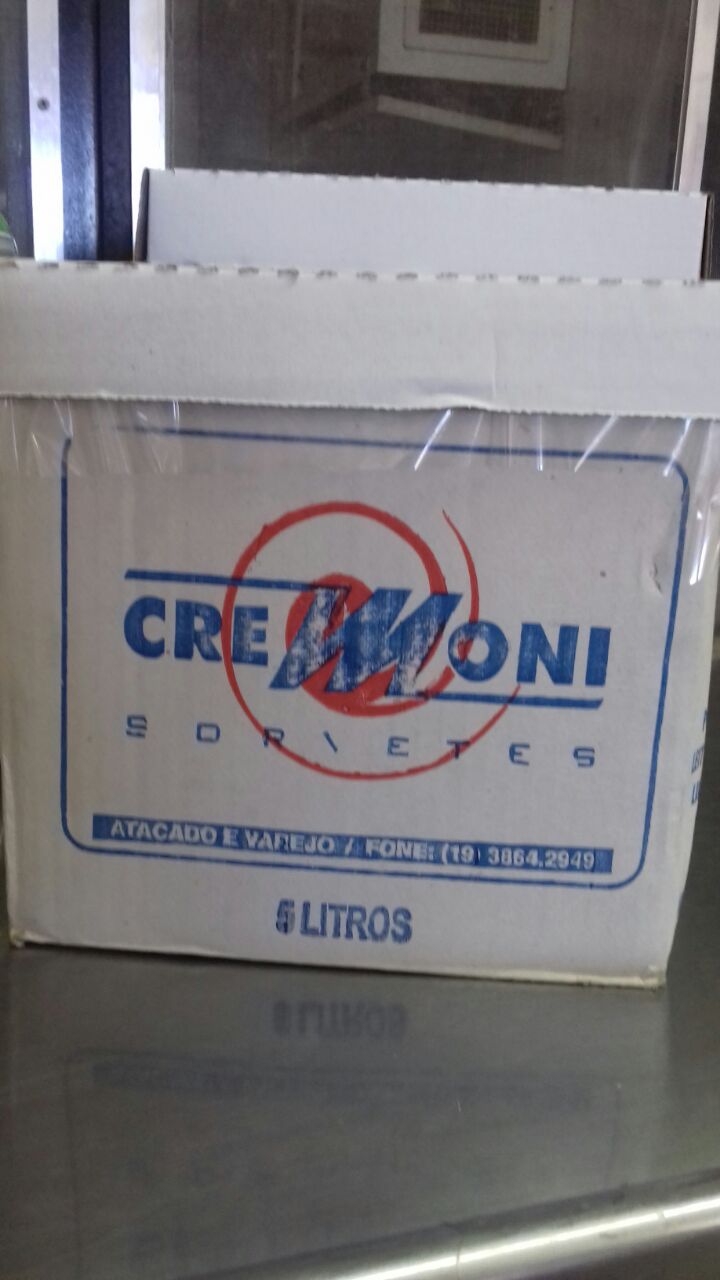 CREMONI
SORVETES
ATACADO E VAREJO / FONE: (19) 3864.2949
5 LITROS